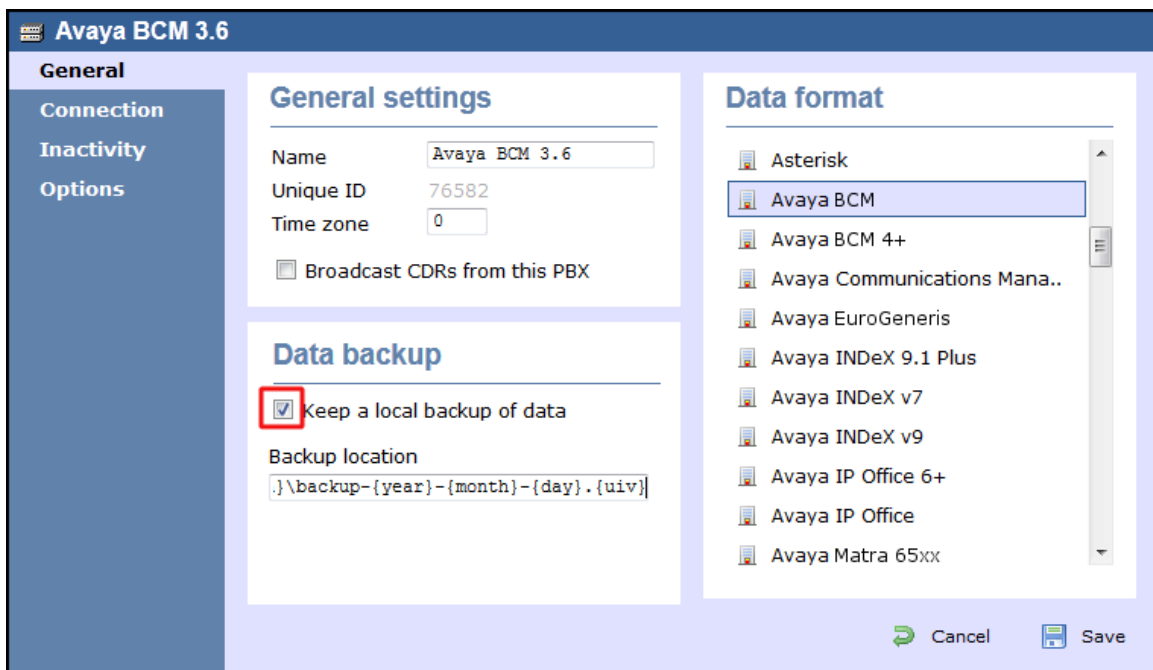 Avaya BCM 3.6
General
Connection
Inactivity
Options
General settings
Name
Avaya BCM 3.6
Unique ID
76582
Time zone
0
Broadcast CDRs from this PBX
Data backup
Keep a local backup of data
Backup location
.}\backup-{year}-{month}-{day}.{uiv}
Data format
Asterisk
Avaya BCM
Avaya BCM 4+
Avaya Communications Mana..
Avaya EuroGeneris
Avaya INDeX 9.1 Plus
Avaya INDeX v7
Avaya INDeX v9
Avaya IP Office 6+
Avaya IP Office
Avaya Matra 65xx
Cancel
Save